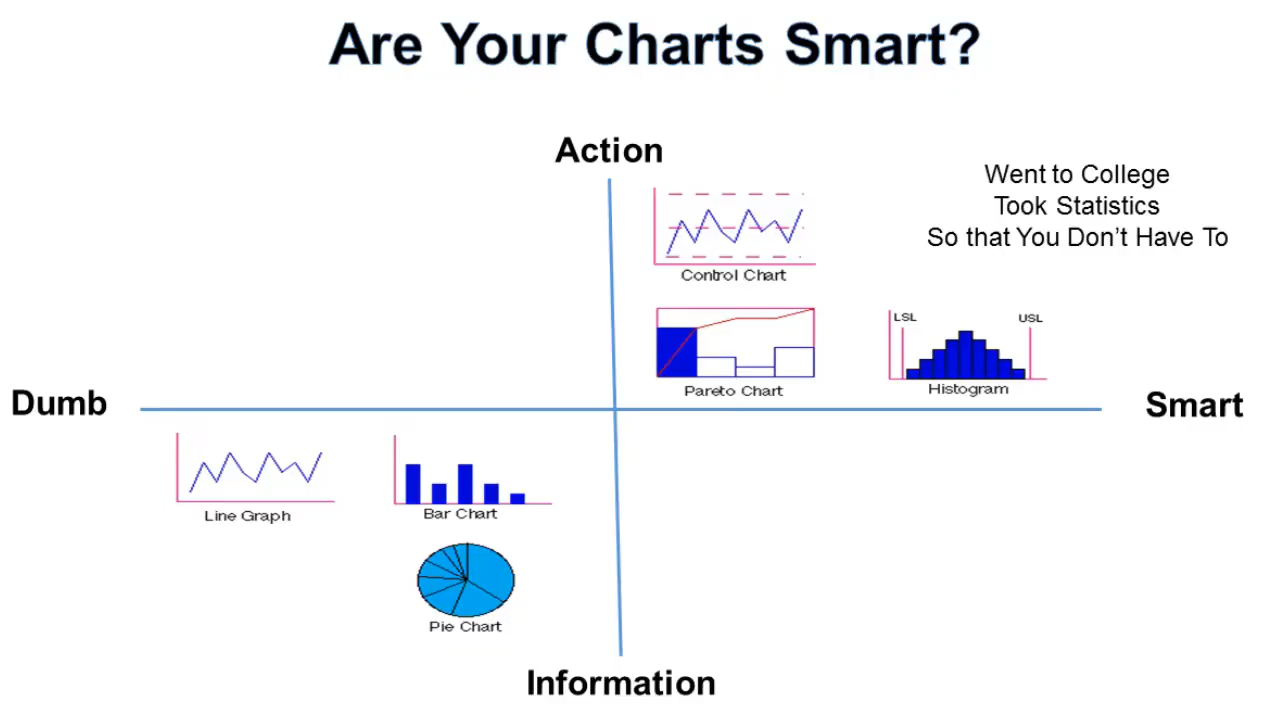 Are Your Charts Smart?
Action
Went to College
Took Statistics
So that You Don't Have To
Control Chart
LSL
USL
Pareto Chart
Histogram
Dumb
Smart
Line Graph
Bar Chart
Pie Chart
Information